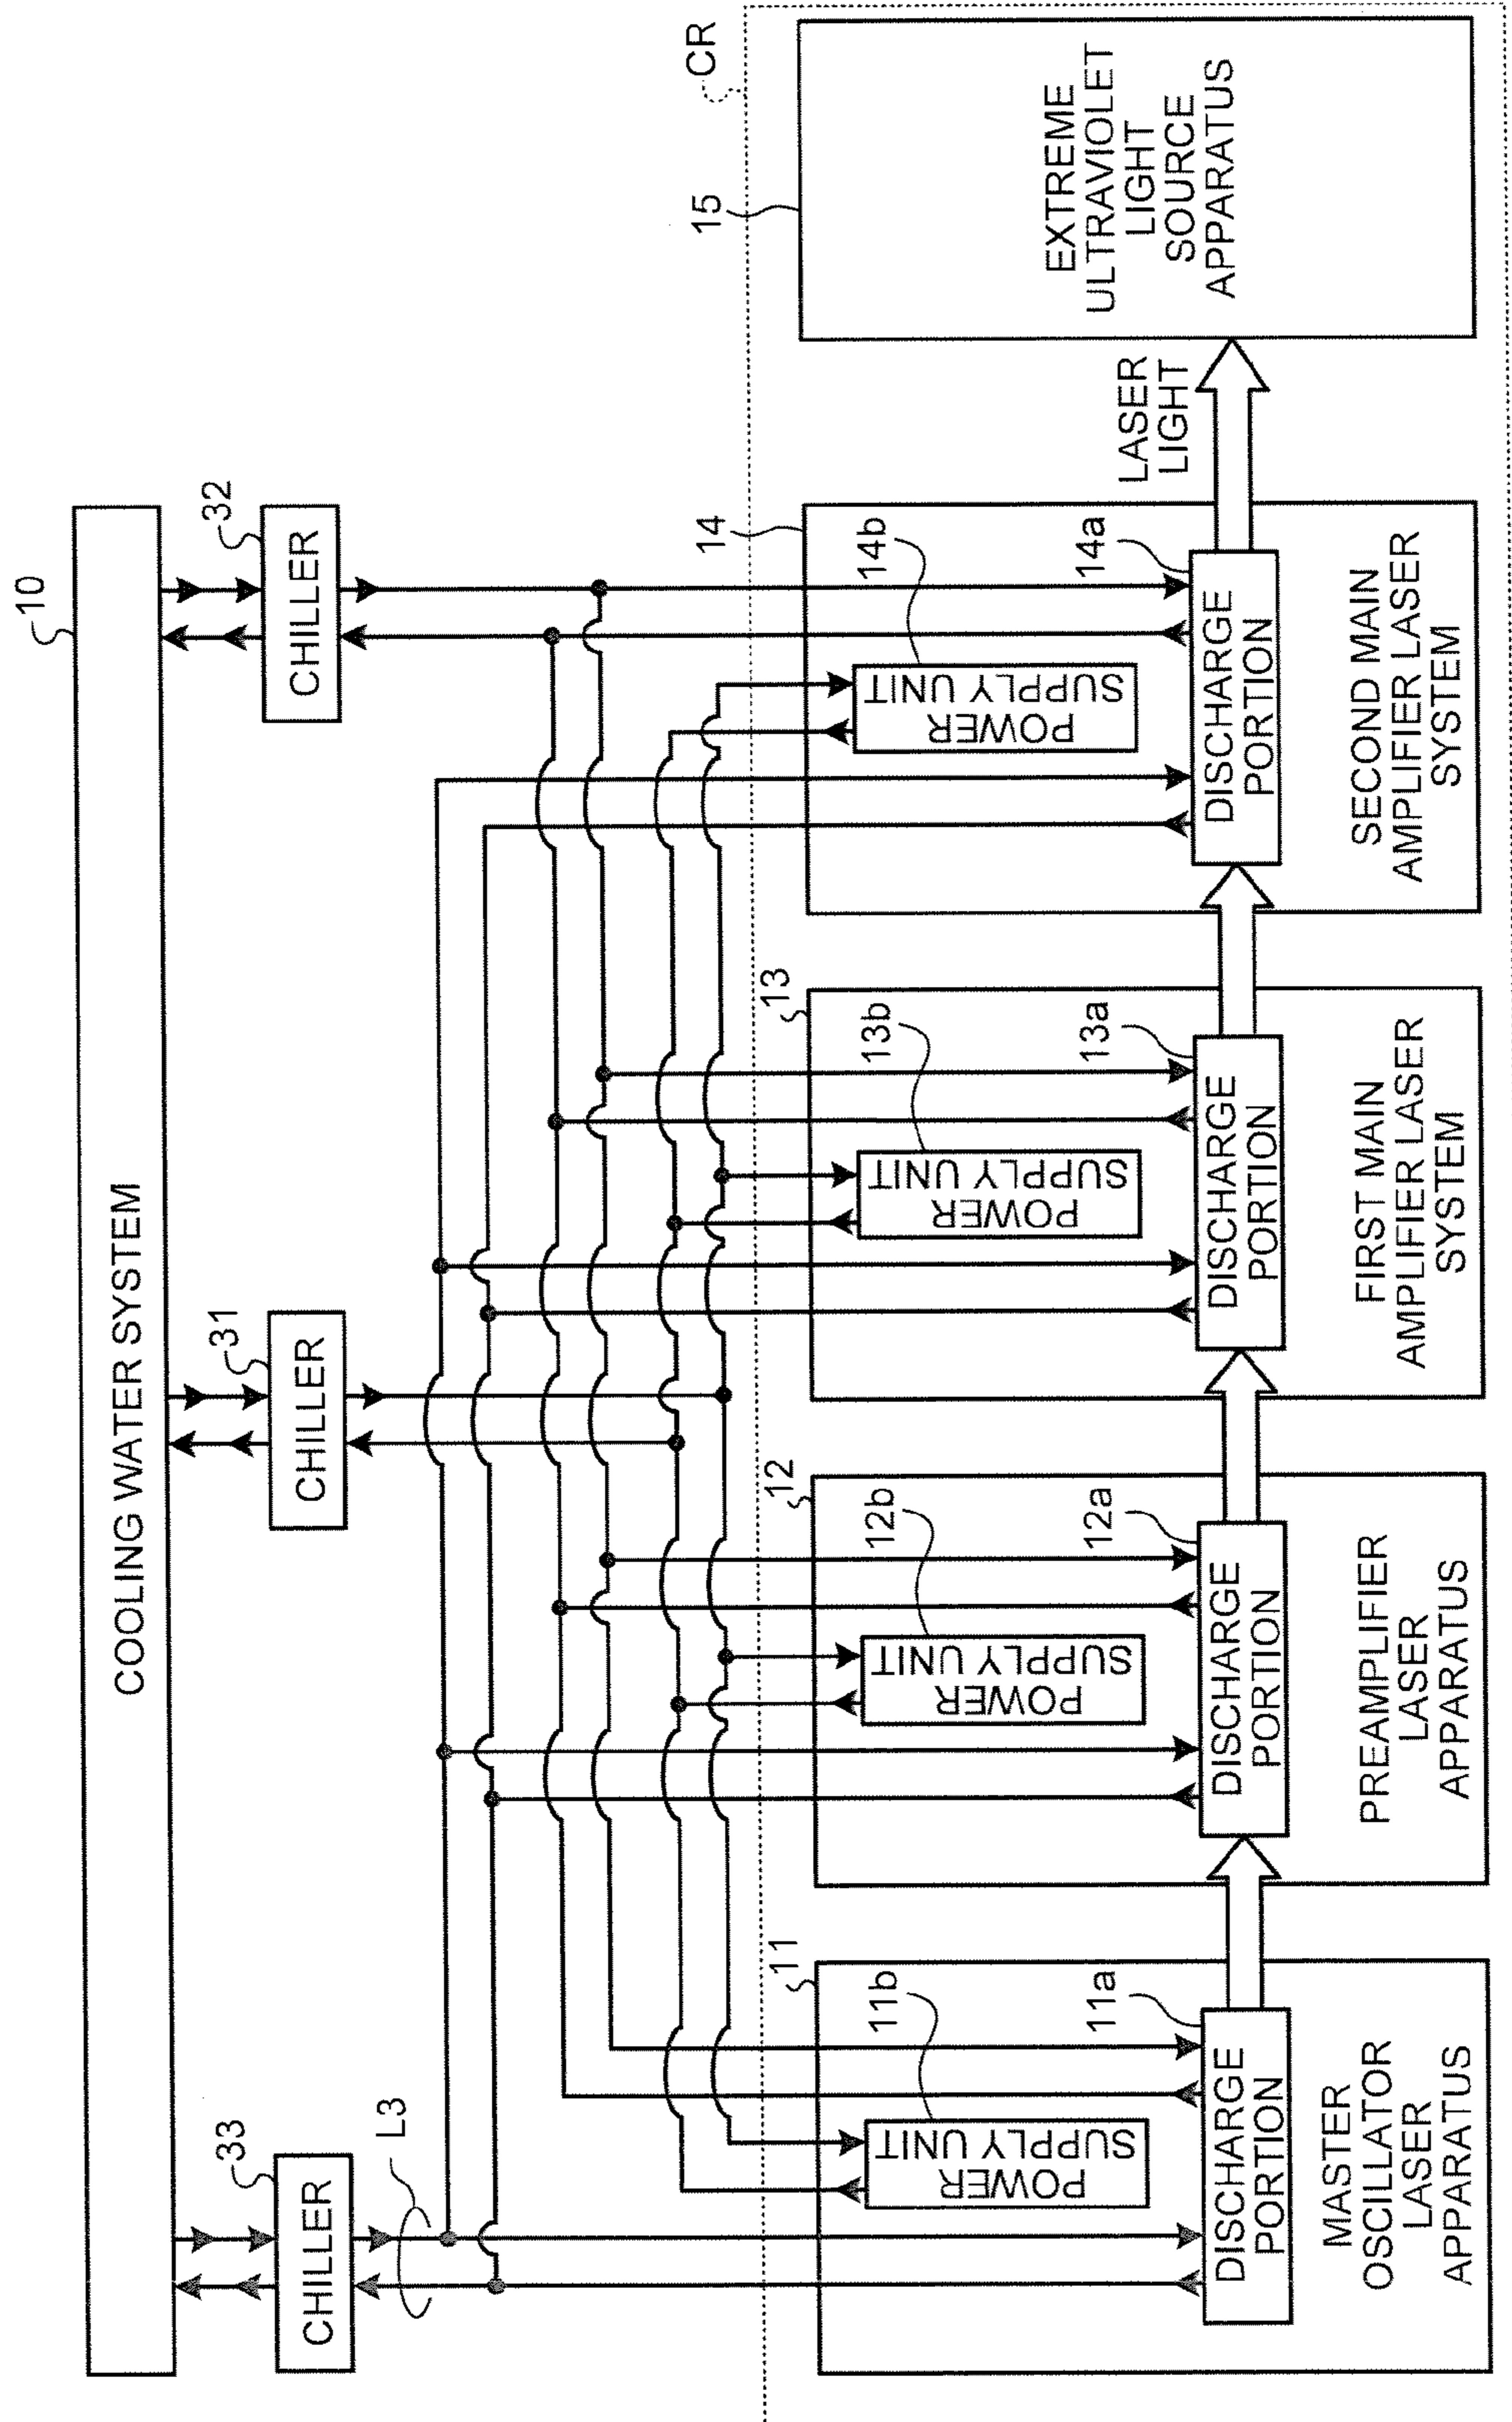 10
COOLING WATER SYSTEM
33
CHILLER
31
CHILLER
32
CHILLER
L3
CR
11
11b
POWER
SUPPLY UNIT
11a
DISCHARGE
PORTION
MASTER
OSCILLATOR
LASER
APPARATUS
12
12b
POWER
SUPPLY UNIT
12a
DISCHARGE
PORTION
PREAMPLIFIER
LASER
APPARATUS
13
13b
POWER
SUPPLY UNIT
13a
DISCHARGE
PORTION
FIRST MAIN
AMPLIFIER LASER
SYSTEM
14
14b
POWER
SUPPLY UNIT
14a
DISCHARGE
PORTION
SECOND MAIN
AMPLIFIER LASER
SYSTEM
LASER
LIGHT
15
EXTREME
ULTRAVIOLET
LIGHT
SOURCE
APPARATUS